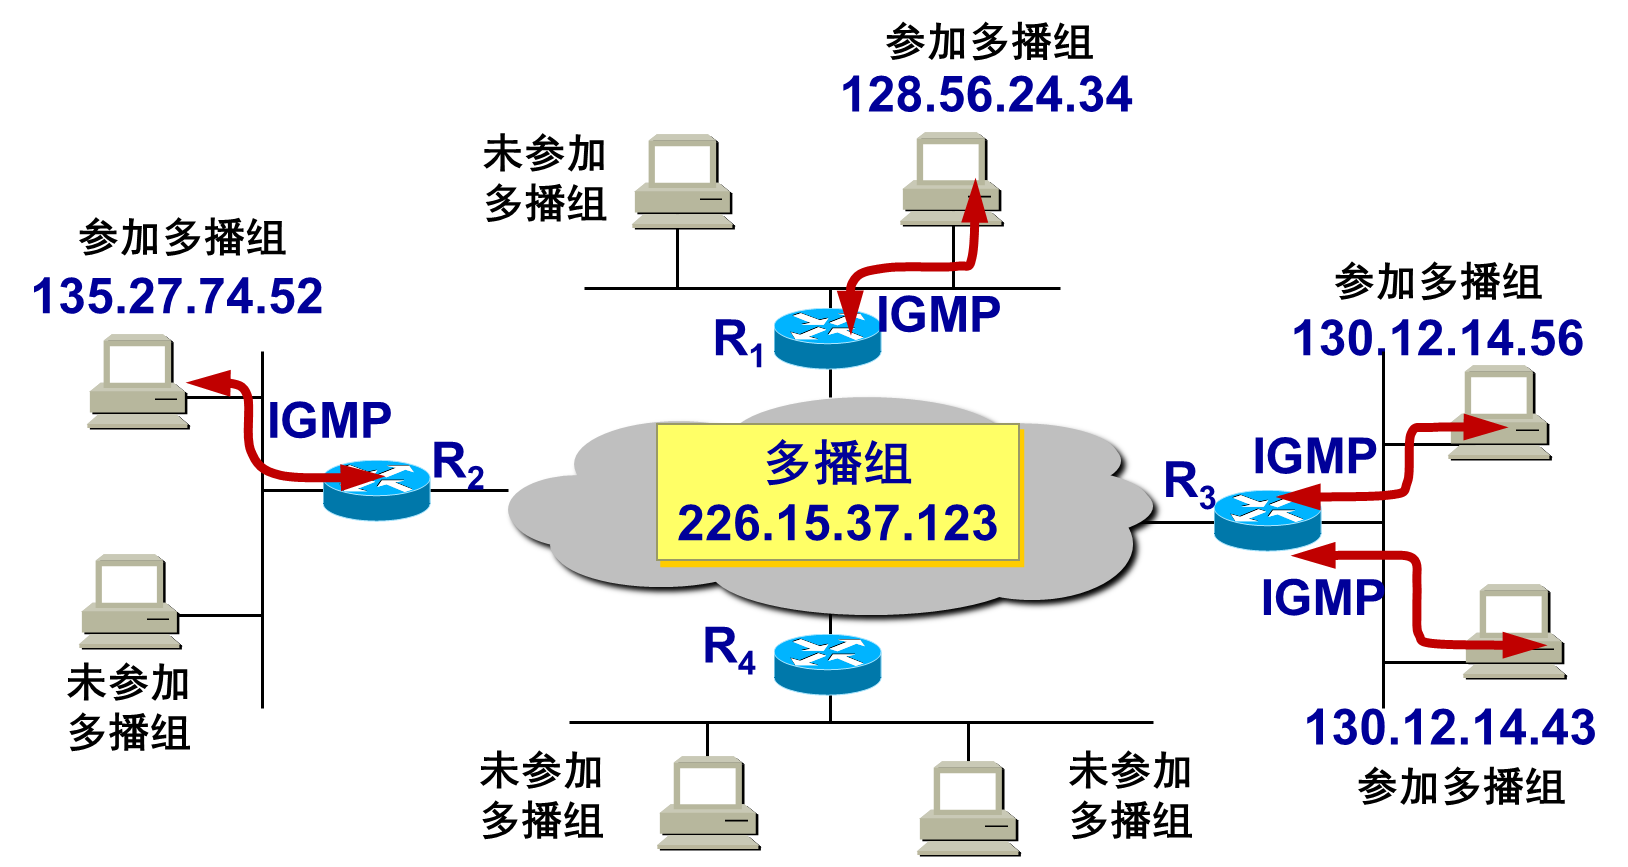 参加多播组
128.56.24.34
未参加
多播组
参加多播组
135.27.74.52
参加多播组
130.12.14.56
IGMP
R1
IGMP
R2
多播组
226.15.37.123
IGMP
R3
IGMP
R4
未参加
多播组
130.12.14.43
参加多播组
未参加
多播组
未参加
多播组